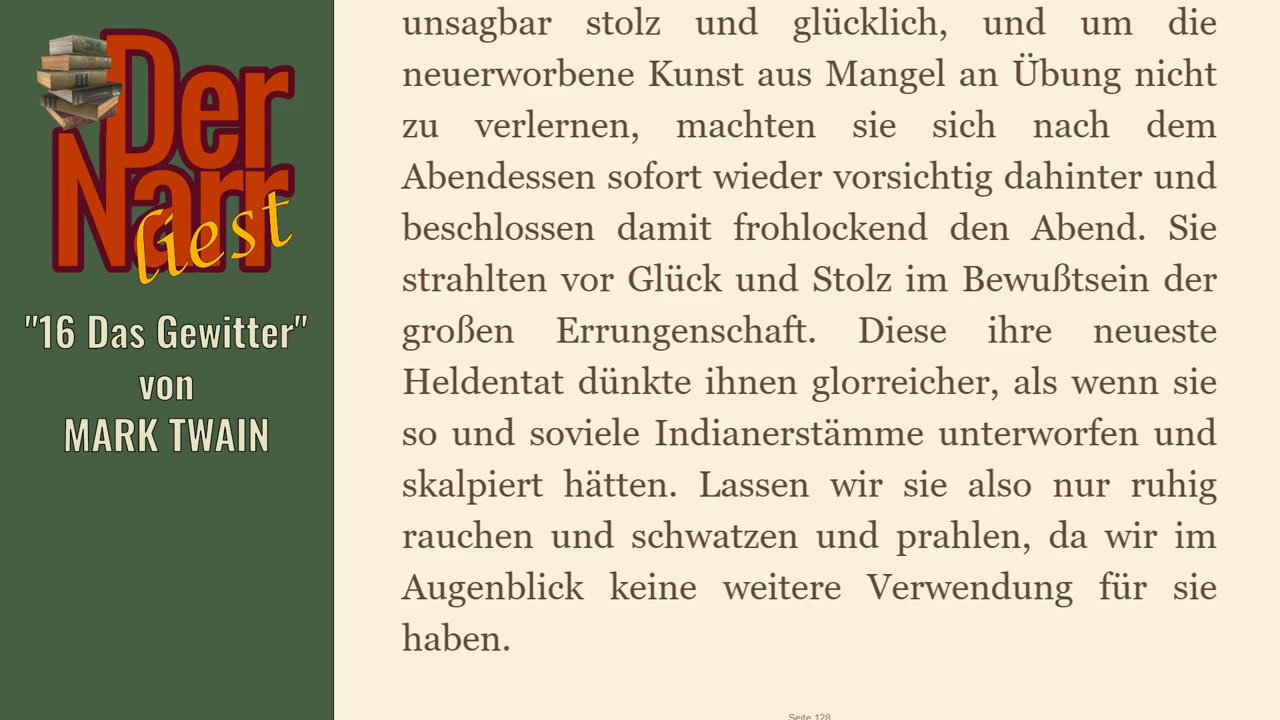 Der
Narr
liest
"16 Das Gewitter"
von
MARK TWAIN
unsagbar stolz und glücklich, und um die
neuerworbene Kunst aus Mangel an Übung nicht
zu verlernen, machten sie sich nach dem
Abendessen sofort wieder vorsichtig dahinter und
beschlossen damit frohlockend den Abend. Sie
strahlten vor Glück und Stolz im Bewußtsein der
großen Errungenschaft. Diese ihre neueste
Heldentat dünkte ihnen glorreicher, als wenn sie
so und soviele Indianerstämme unterworfen und
skalpiert hätten. Lassen wir sie also nur ruhig
rauchen und schwatzen und prahlen, da wir im
Augenblick keine weitere Verwendung für sie
haben.
Seite 128